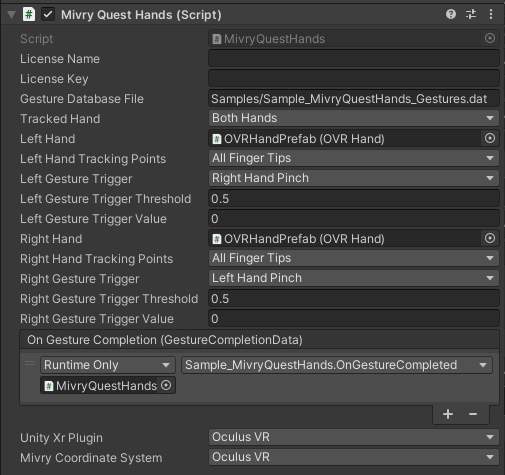 Mivry Quest Hands (Script)
Script MivryQuestHands
License Name
License Key
Gesture Database File Samples/Sample_MivryQuestHands_Gestures.dat
Tracked Hand Both Hands
Left Hand OVRHandPrefab (OVR Hand)
Left Hand Tracking Points All Finger Tips
Left Gesture Trigger Right Hand Pinch
Left Gesture Trigger Threshold 0.5
Left Gesture Trigger Value 0
Right Hand OVRHandPrefab (OVR Hand)
Right Hand Tracking Points All Finger Tips
Right Gesture Trigger Left Hand Pinch
Right Gesture Trigger Threshold 0.5
Right Gesture Trigger Value 0
On Gesture Completion (GestureCompletionData)
Runtime Only Sample_MivryQuestHands.OnGestureCompleted
MivryQuestHands
Unity Xr Plugin Oculus VR
Mivry Coordinate System Oculus VR